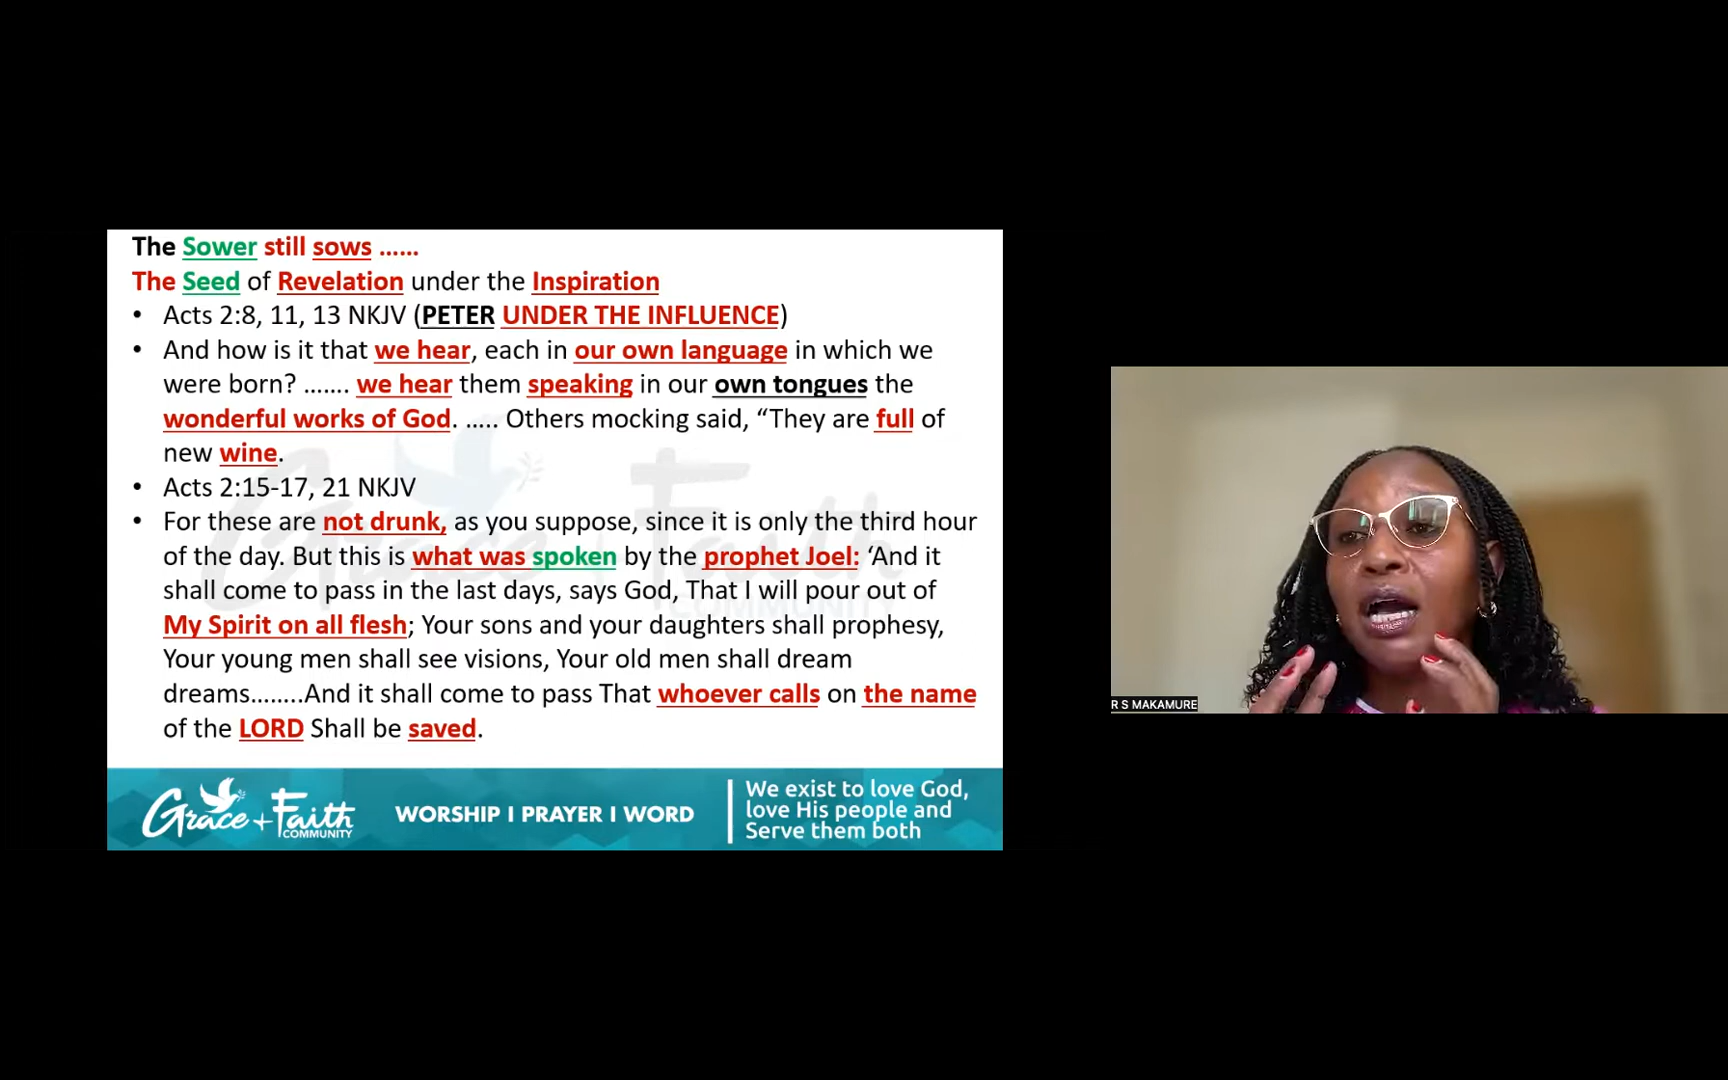 The Sower still sows ......
The Seed of Revelation under the Inspiration
• Acts 2:8, 11, 13 NKJV (PETER UNDER THE INFLUENCE)
• And how is it that we hear, each in our own language in which we
were born? ……. we hear them speaking in our own tongues the
wonderful works of God. ….. Others mocking said, “They are full of
new wine.
• Acts 2:15-17, 21 NKJV
• For these are not drunk, as you suppose, since it is only the third hour
of the day. But this is what was spoken by the prophet Joel: ‘And it
shall come to pass in the last days, says God, That I will pour out of
My Spirit on all flesh; Your sons and your daughters shall prophesy,
Your young men shall see visions, Your old men shall dream
dreams……..And it shall come to pass That whoever calls on the name
of the LORD Shall be saved.
Grace + Faith
COMMUNITY
WORSHIP I PRAYER I WORD
We exist to love God,
love His people and
Serve them both
R S MAKAMURE